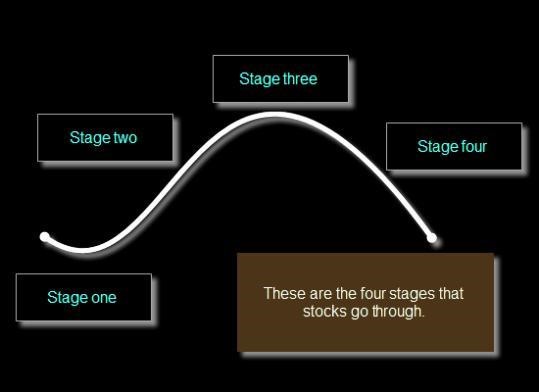 Stage three
Stage two
Stage four
Stage one
These are the four stages that
stocks go through.